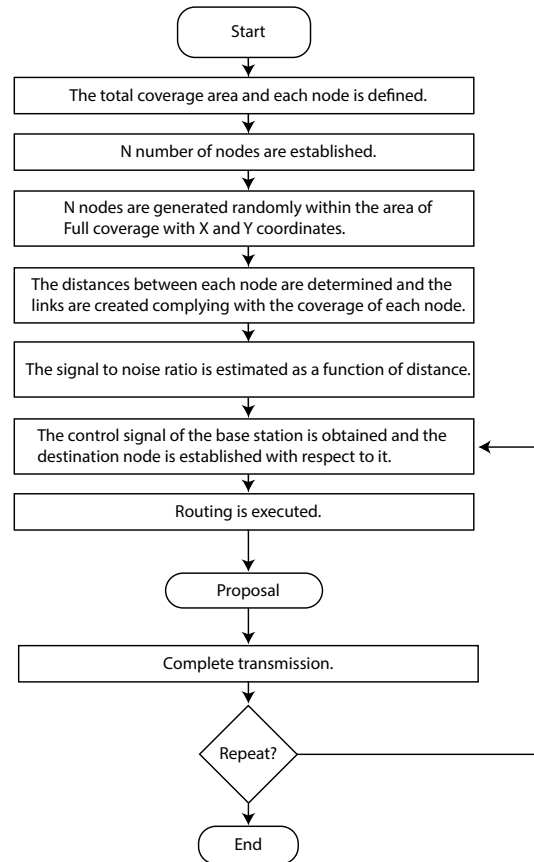 Start
The total coverage area and each node is defined.
N number of nodes are established.
N nodes are generated randomly within the area of
Full coverage with X and Y coordinates.
The distances between each node are determined and the
links are created complying with the coverage of each node.
The signal to noise ratio is estimated as a function of distance.
The control signal of the base station is obtained and the
destination node is established with respect to it.
Routing is executed.
Proposal
Complete transmission.
Repeat?
End